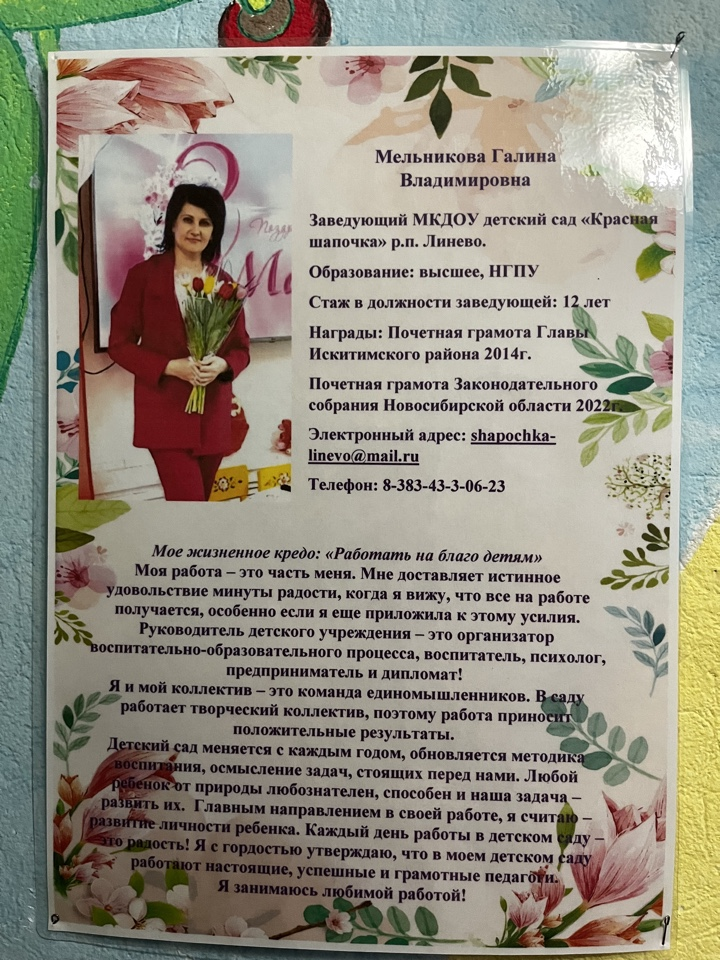 Позд
Ма
Мельникова Галина
Владимировна
Заведующий МКДОУ детский сад «Красная
шапочка» р.п. Линево.
Образование: высшее, НГПУ
Стаж в должности заведующей: 12 лет
Награды: Почетная грамота Главы
Искитимского района 2014г.
Почетная грамота Законодательного
собрания Новосибирской области 2022г.
Электронный адрес: shapochka-
linevo@mail.ru
Телефон: 8-383-43-3-06-23
Мое жизненное кредо: «Работать на благо детям»
Моя работа – это часть меня. Мне доставляет истинное
удовольствие минуты радости, когда я вижу, что все на работе
получается, особенно если я еще приложила к этому усилия.
Руководитель детского учреждения – это организатор
воспитательно-образовательного процесса, воспитатель, психолог,
предприниматель и дипломат!
Я и мой коллектив – это команда единомышленников. В саду
работает творческий коллектив, поэтому работа приносит
положительные результаты.
Детский сад меняется с каждым годом, обновляется методика
воспитания, осмысление задач, стоящих перед нами. Любой
ребенок от природы любознателен, способен и наша задача –
развить их. Главным направлением в своей работе, я считаю –
развитие личности ребенка. Каждый день работы в детском саду –
это радость! Я с гордостью утверждаю, что в моем детском саду
работают настоящие, успешные и грамотные педагоги.
Я занимаюсь любимой работой!